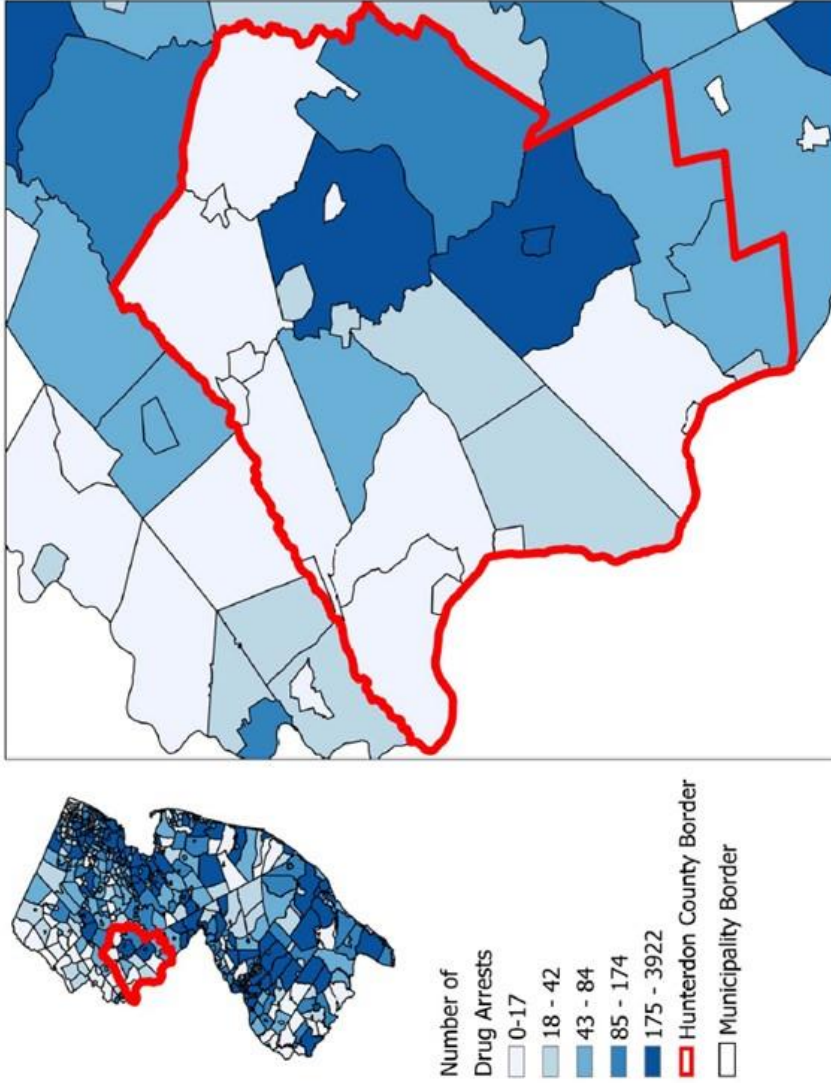 Number of
Drug Arrests
0-17
18 - 42
43 - 84
85 - 174
175 - 3922
Hunterdon County Border
Municipality Border